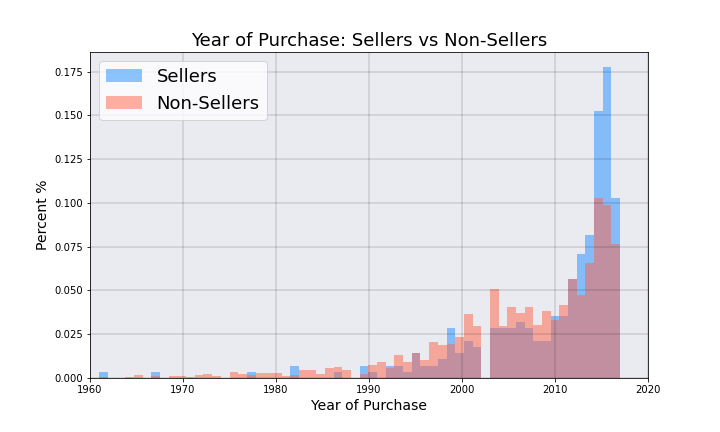 Year of Purchase: Sellers vs Non-Sellers
Sellers
Non-Sellers
Percent %
0.175
0.150
0.125
0.100
0.075
0.050
0.025
0.000
1960 1970 1980 1990 2000 2010 2020
Year of Purchase